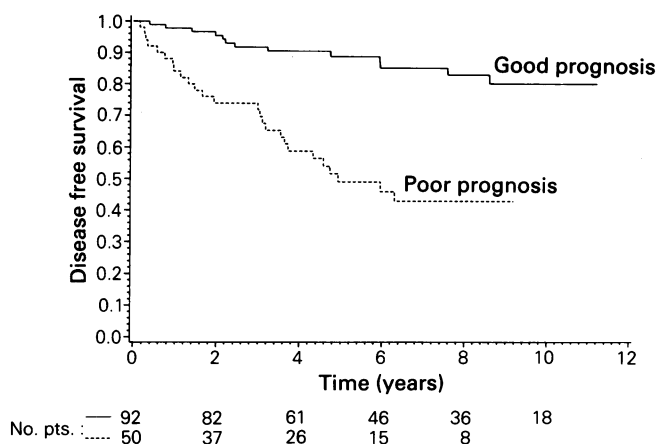 Disease free survival
1.0
0.9
0.8
0.7
0.6
0.5
0.4
0.3
0.2
0.1
0.0
Good prognosis
Poor prognosis
0 2 4 6 8 10 12
Time (years)
No. pts. :
92 82 61 46 36 18
50 37 26 15 8